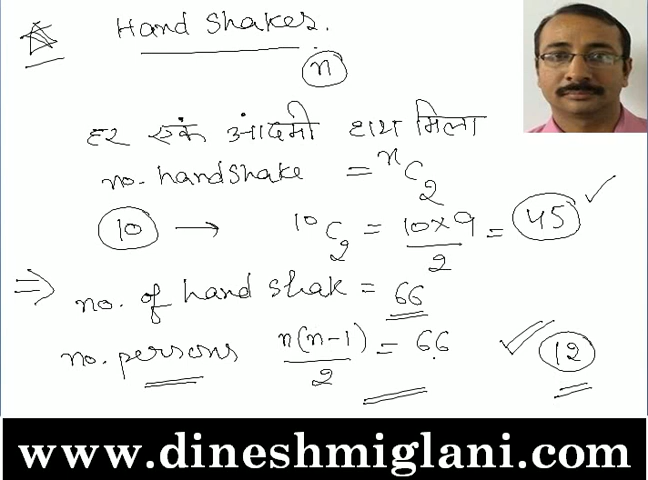 Hand Shakes.
n
हर एक आदमी हाथ मिला
no. handshake = ⁿC₂
10 → ¹⁰C₂ = 10×9/2 = 45 ✓
⇒ no. of hand shak = 66
no. persons n(n-1)/2 = 66 ✓ 12
www.dineshmiglani.com